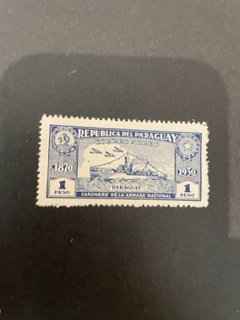 REPUBLICA DEL PARAGUAY
CORREO AEREO
1870 1930
PARAGUAY
1 PESO 1 PESO
CAÑONERO DE LA ARMADA NACIONAL